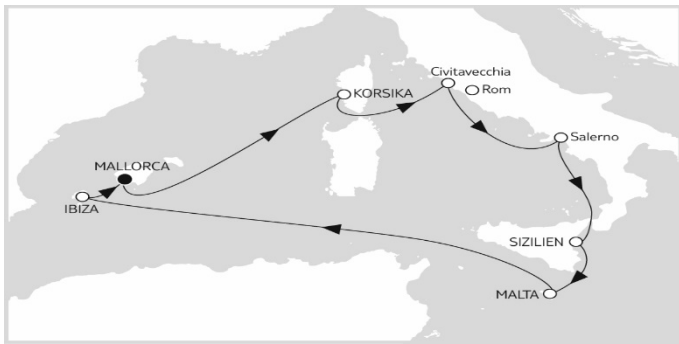 Civitavecchia
KORSIKA
Rom
Salerno
MALLORCA
IBIZA
SIZILIEN
MALTA